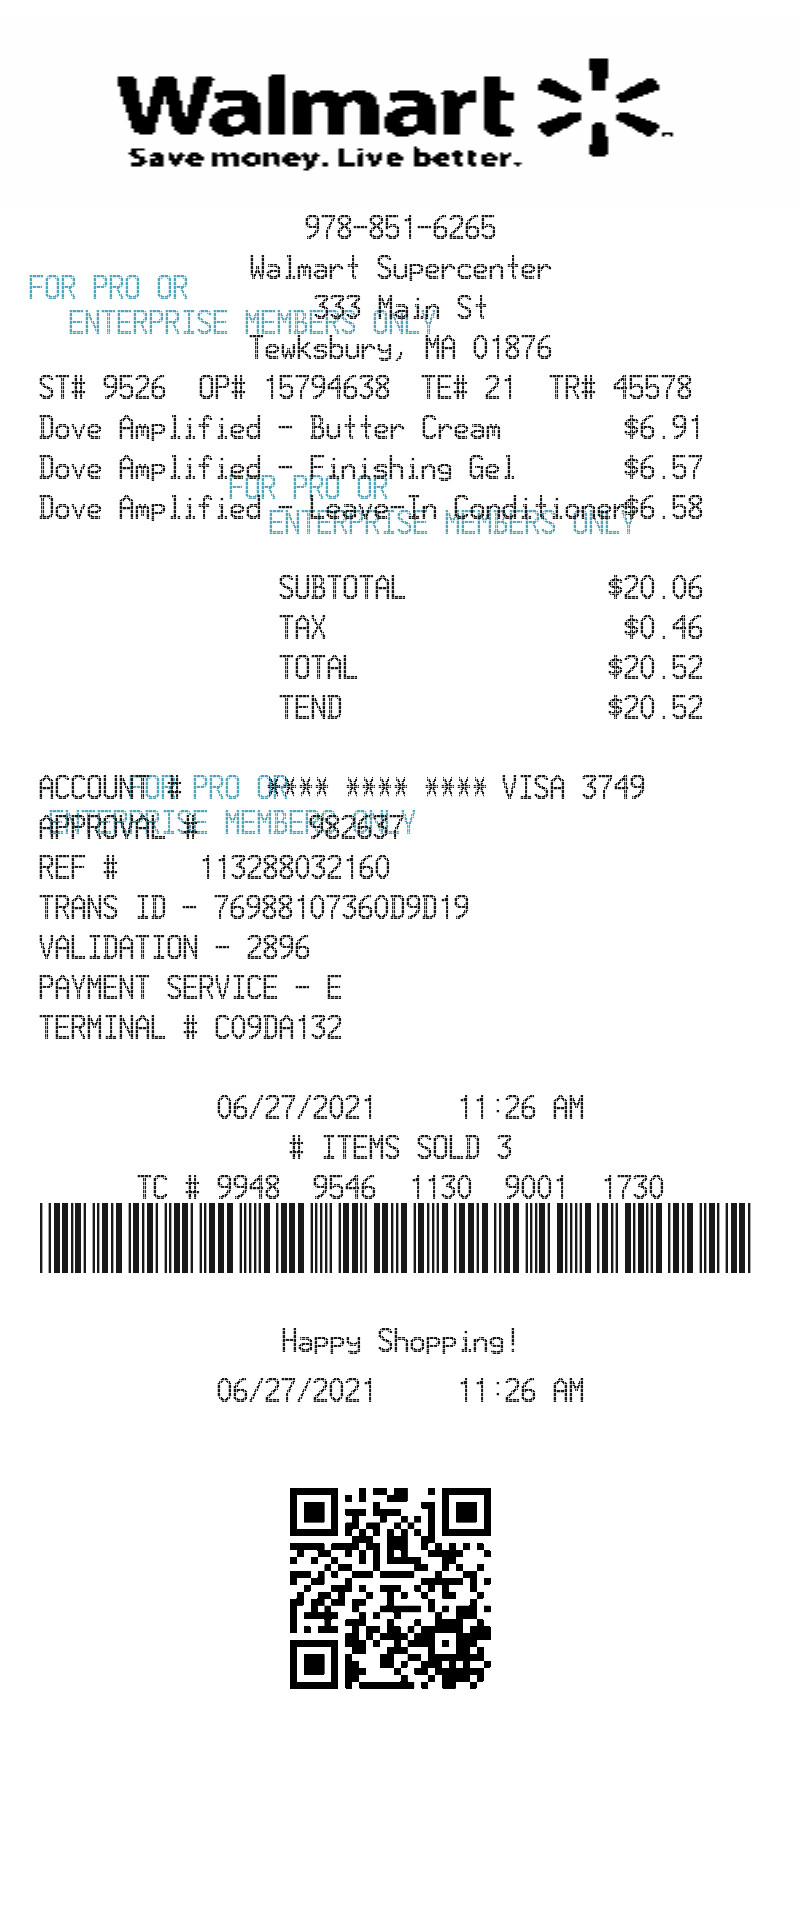 Walmart
Save money. Live better.
978-851-6265
Walmart Supercenter
FOR PRO OR
333 Main St
ENTERPRISE MEMBERS ONLY
Tewksbury, MA 01876
ST# 9526 OP# 15794638 TE# 21 TR# 45578
Dove Amplified - Butter Cream $6.91
Dove Amplified - Finishing Gel $6.57
FOR PRO OR
Dove Amplified - Leave-In Conditioner $6.58
ENTERPRISE MEMBERS ONLY
SUBTOTAL $20.06
TAX $0.46
TOTAL $20.52
TEND $20.52
ACCOUNT # **** **** **** VISA 3749
FOR PRO OR
ENTERPRISE MEMBERS ONLY
APPROVAL # 982637
REF # 113288032160
TRANS ID - 76988107360D9D19
VALIDATION - 2896
PAYMENT SERVICE - E
TERMINAL # C09DA132
06/27/2021 11:26 AM
# ITEMS SOLD 3
TC # 9948 9546 1130 9001 1730
Happy Shopping!
06/27/2021 11:26 AM